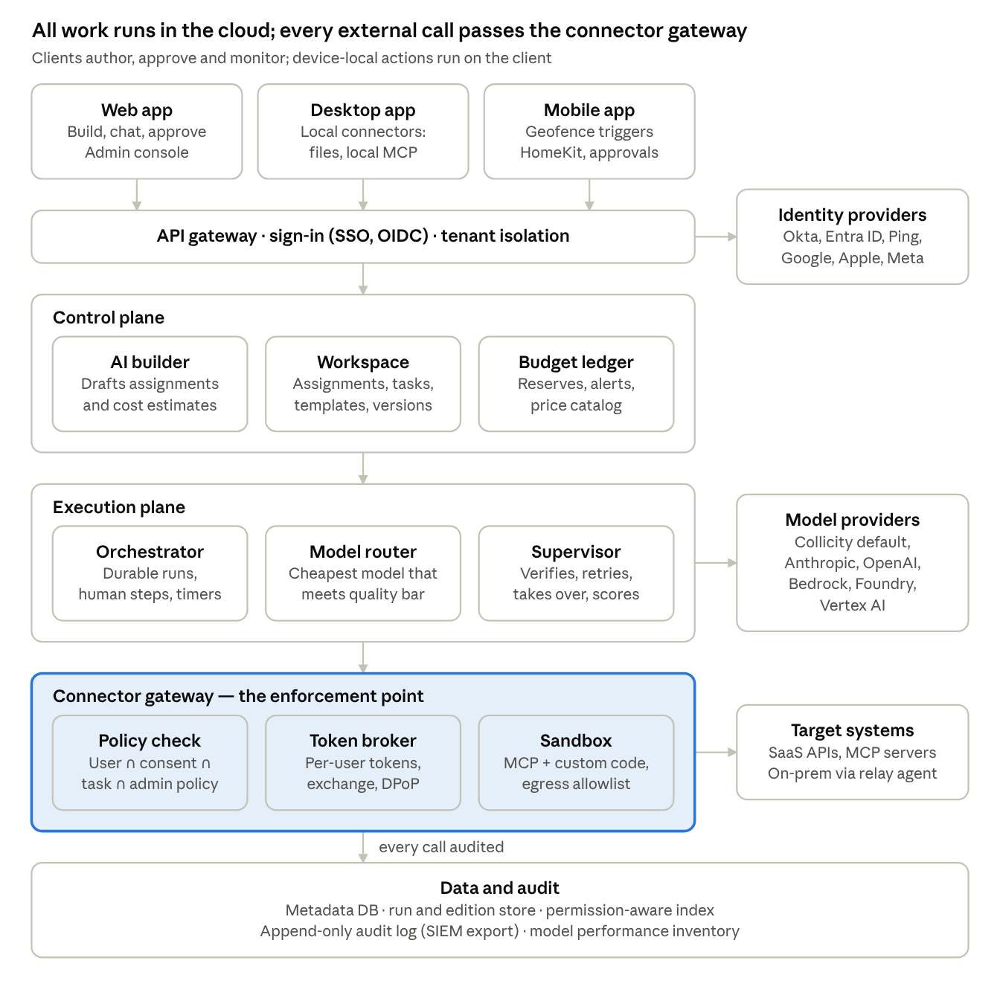 All work runs in the cloud; every external call passes the connector gateway
Clients author, approve and monitor; device-local actions run on the client
Web app
Build, chat, approve
Admin console
Desktop app
Local connectors:
files, local MCP
Mobile app
Geofence triggers
HomeKit, approvals
API gateway · sign-in (SSO, OIDC) · tenant isolation
Identity providers
Okta, Entra ID, Ping,
Google, Apple, Meta
Control plane
AI builder
Drafts assignments
and cost estimates
Workspace
Assignments, tasks,
templates, versions
Budget ledger
Reserves, alerts,
price catalog
Execution plane
Orchestrator
Durable runs,
human steps, timers
Model router
Cheapest model that
meets quality bar
Supervisor
Verifies, retries,
takes over, scores
Model providers
Collicity default,
Anthropic, OpenAI,
Bedrock, Foundry,
Vertex AI
Connector gateway — the enforcement point
Policy check
User ∩ consent ∩
task ∩ admin policy
Token broker
Per-user tokens,
exchange, DPoP
Sandbox
MCP + custom code,
egress allowlist
Target systems
SaaS APIs, MCP servers
On-prem via relay agent
every call audited
Data and audit
Metadata DB · run and edition store · permission-aware index
Append-only audit log (SIEM export) · model performance inventory